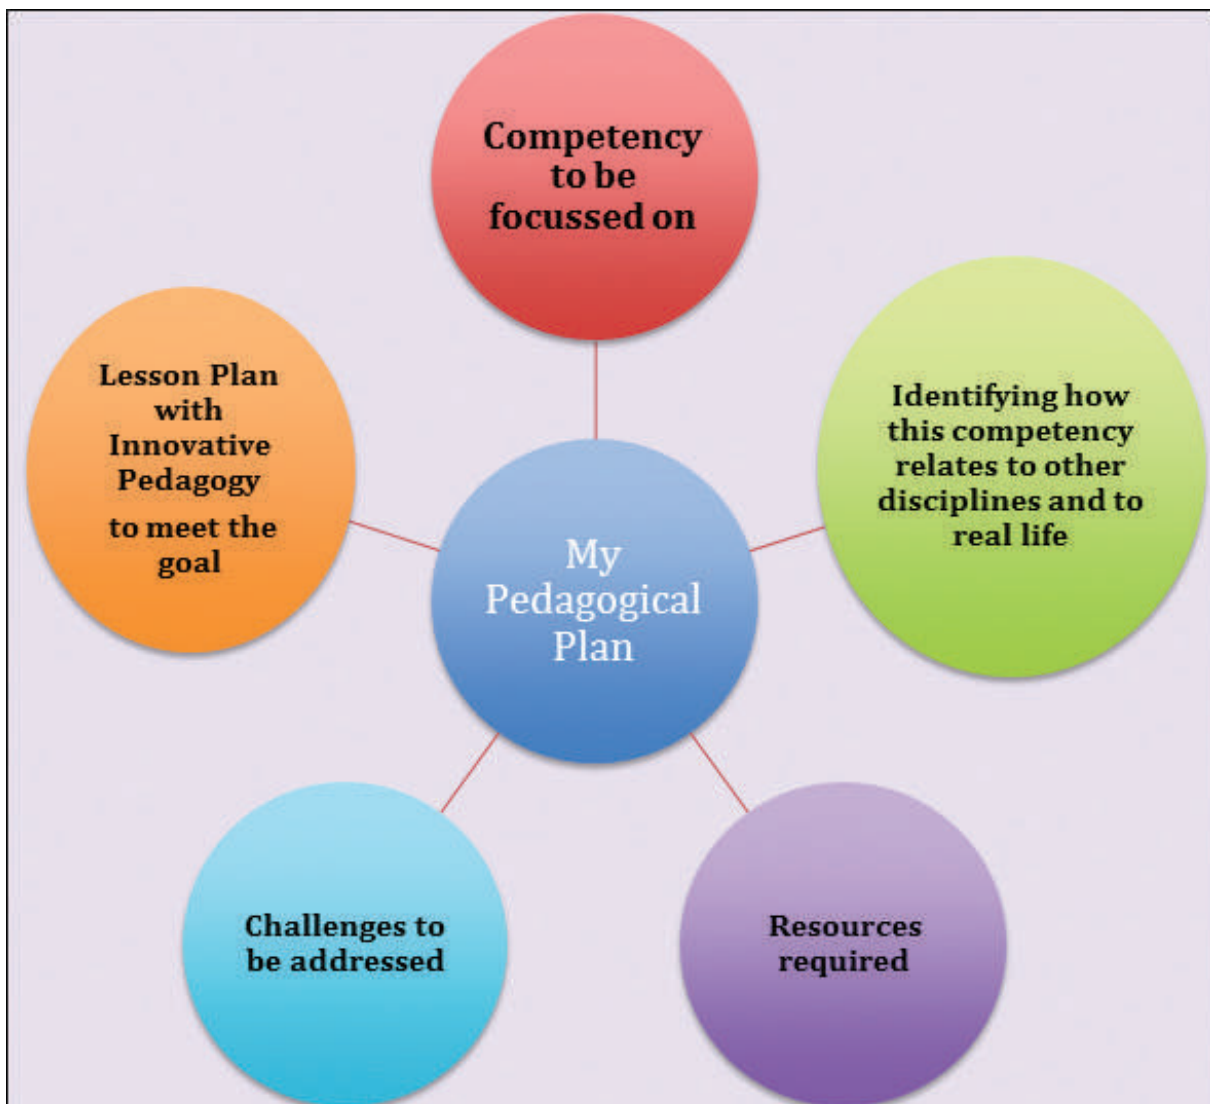 Competency
to be
focussed on
Identifying how
this competency
relates to other
disciplines and to
real life
Resources
required
Challenges to
be addressed
Lesson Plan
with
Innovative
Pedagogy
to meet the
goal
My
Pedagogical
Plan